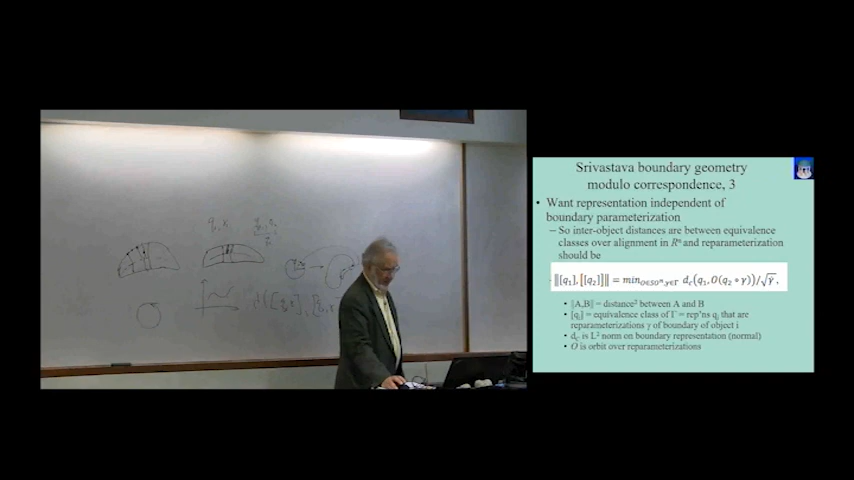 Srivastava boundary geometry
modulo correspondence, 3
• Want representation independent of
boundary parameterization
– So inter-object distances are between equivalence
classes over alignment in Rⁿ and reparameterization
should be
‖[q₁],[[q₂]]‖ = min_{O∈SOⁿ,γ∈Γ} d_c(q₁,O(q₂∘γ)/√γ̇ .
• ‖A,B‖ = distance² between A and B
• [qᵢ] = equivalence class of Γ = rep'ns qᵢ that are
reparameterizations γ of boundary of object i
• d_c is L² norm on boundary representation (normal)
• O is orbit over reparameterizations